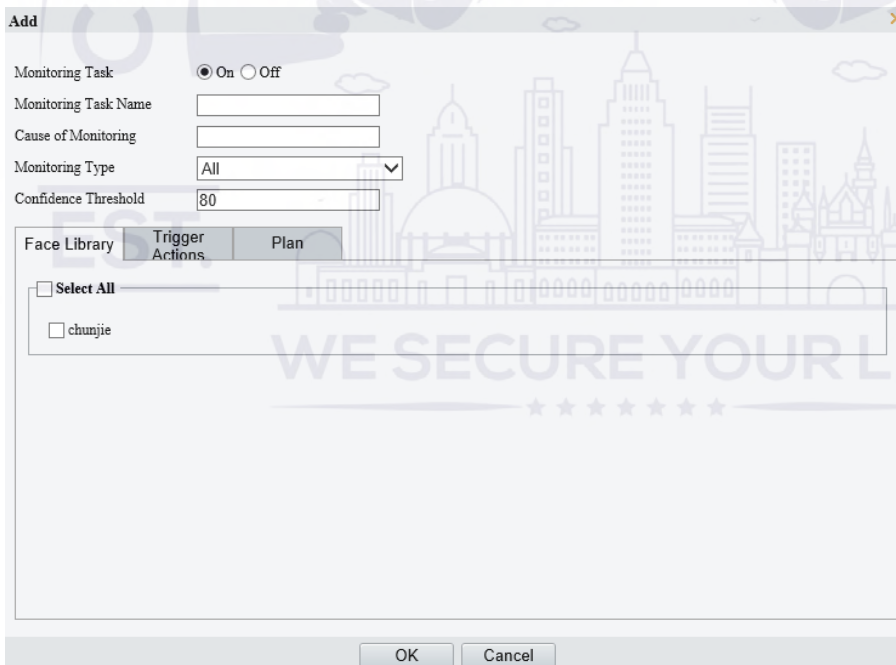 Add
Monitoring Task On Off
Monitoring Task Name
Cause of Monitoring
Monitoring Type All
Confidence Threshold 80
Face Library Trigger Actions Plan
Select All
chunjie
EST.
WE SECURE YOUR L
OK Cancel